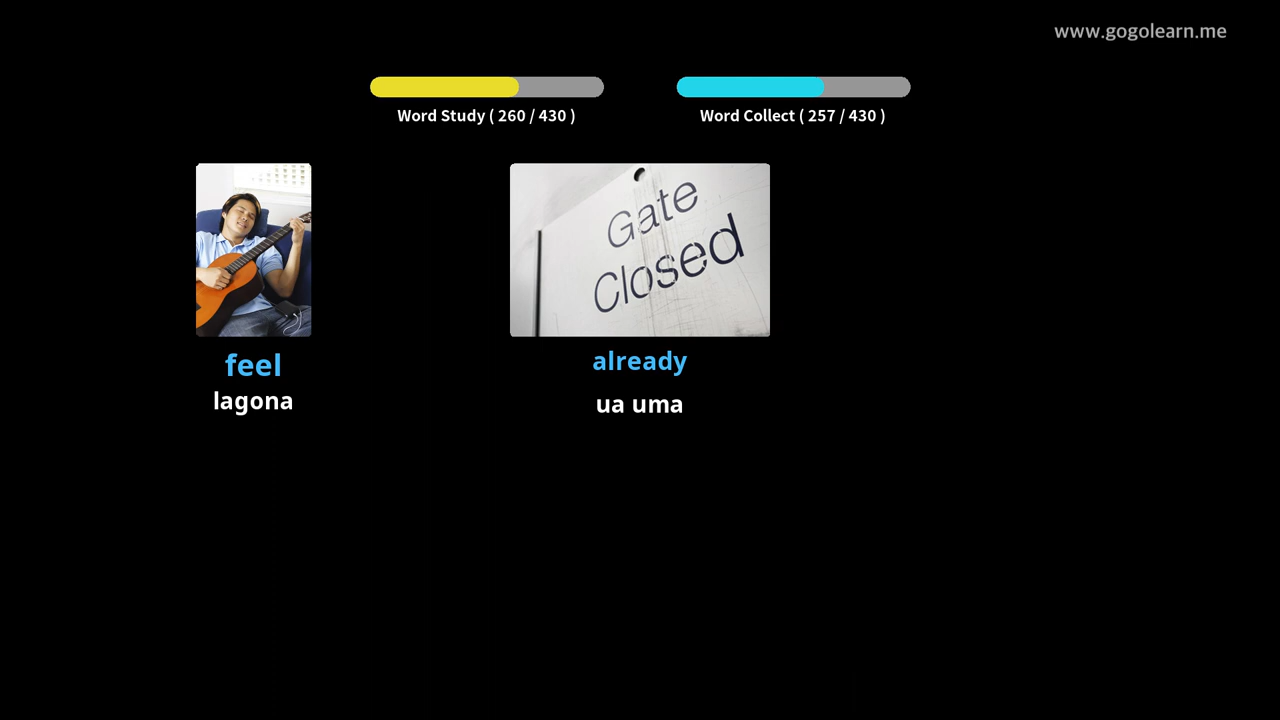 www.gogolearn.me
Word Study ( 260 / 430 )
Word Collect ( 257 / 430 )
Gate
Closed
feel
lagona
already
ua uma